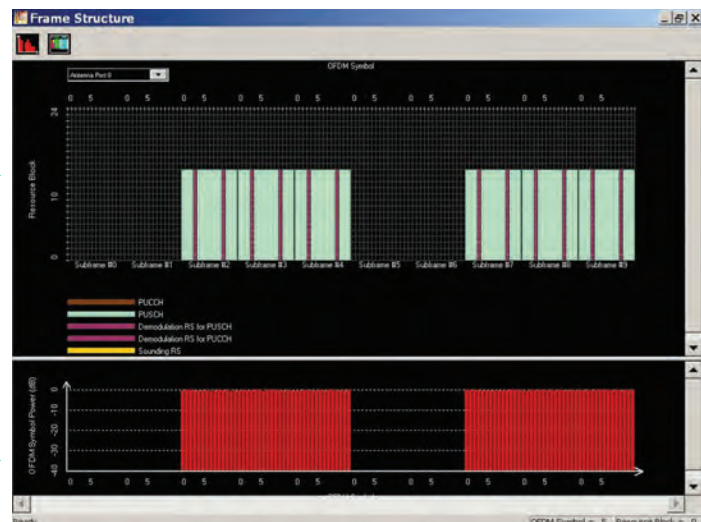 Frame Structure
OFDM Symbol
Antenna Port 0
0 5 0 5 0 5 0 5 0 5 0 5 0 5 0 5 0 5 0 5
24
Resource Block
10
0
Subframe #0 Subframe #1 Subframe #2 Subframe #3 Subframe #4 Subframe #5 Subframe #6 Subframe #7 Subframe #8 Subframe #9
PUCCH
PUSCH
Demodulation RS for PUSCH
Demodulation RS for PUCCH
Sounding RS
OFDM Symbol Power (dB)
0
-10
-20
-30
-40
0 5 0 5 0 5 0 5 0 5 0 5 0 5 0 5 0 5 0 5